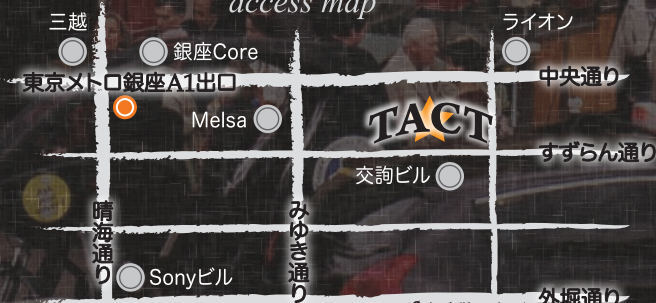 access map
三越
ライオン
銀座Core
中央通り
東京メトロ銀座A1出口
Melsa
TACT
すずらん通り
交詢ビル
晴海通り
みゆき通り
Sonyビル
外堀通り